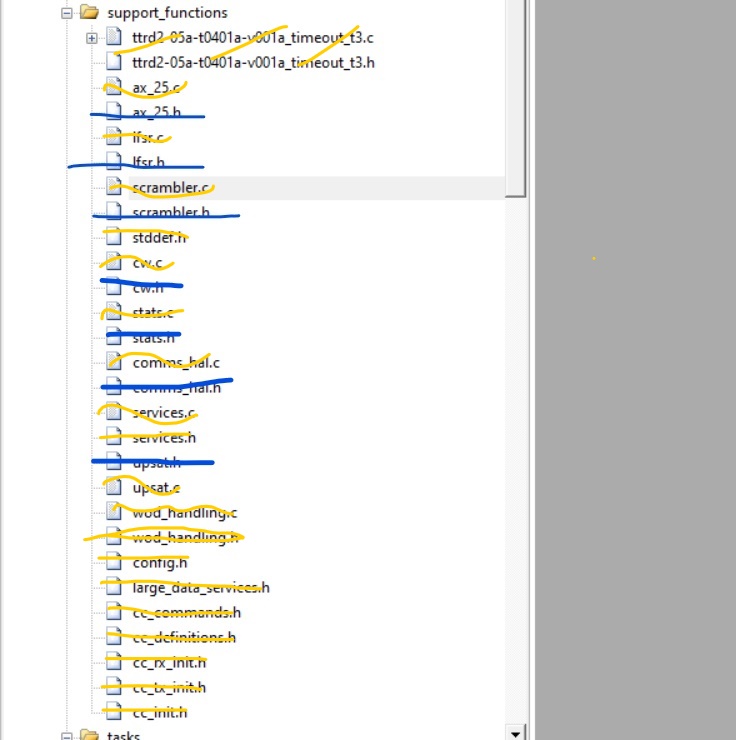 support_functions
ttrd2-05a-t0401a-v001a_timeout_t3.c
ttrd2-05a-t0401a-v001a_timeout_t3.h
ax_25.c
ax_25.h
lfsr.c
lfsr.h
scrambler.c
scrambler.h
stddef.h
cw.c
cw.h
stats.c
stats.h
comms_hal.c
comms_hal.h
services.c
services.h
upsat.h
upsat.c
wod_handling.c
wod_handling.h
config.h
large_data_services.h
cc_commands.h
cc_definitions.h
cc_rx_init.h
cc_tx_init.h
cc_init.h
tasks